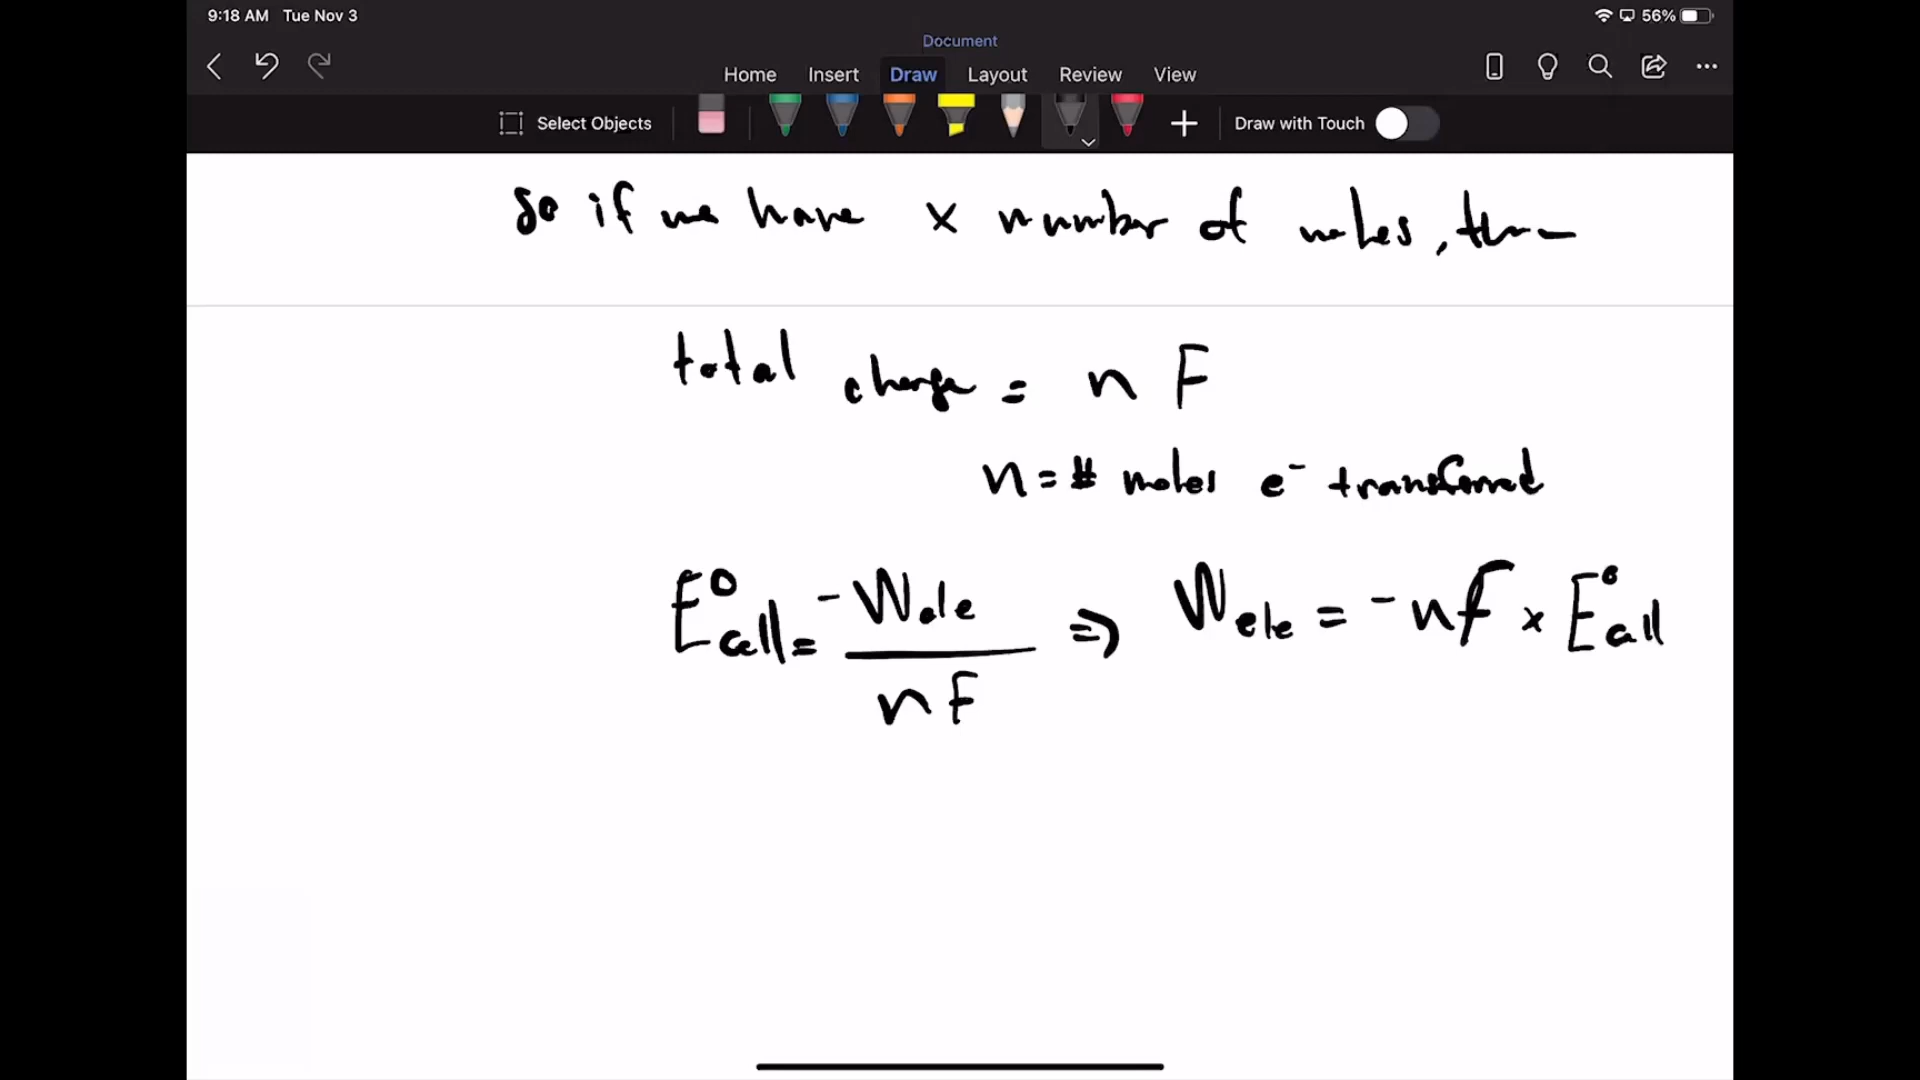 9:18 AM Tue Nov 3 56%
Document
Home Insert Draw Layout Review View
Select Objects Draw with Touch
So if we have x number of moles, then
total charge = n F
n = # moles e⁻ transferred
E°cell = -Wele / nF ⇒ Wele = -nF × E°cell